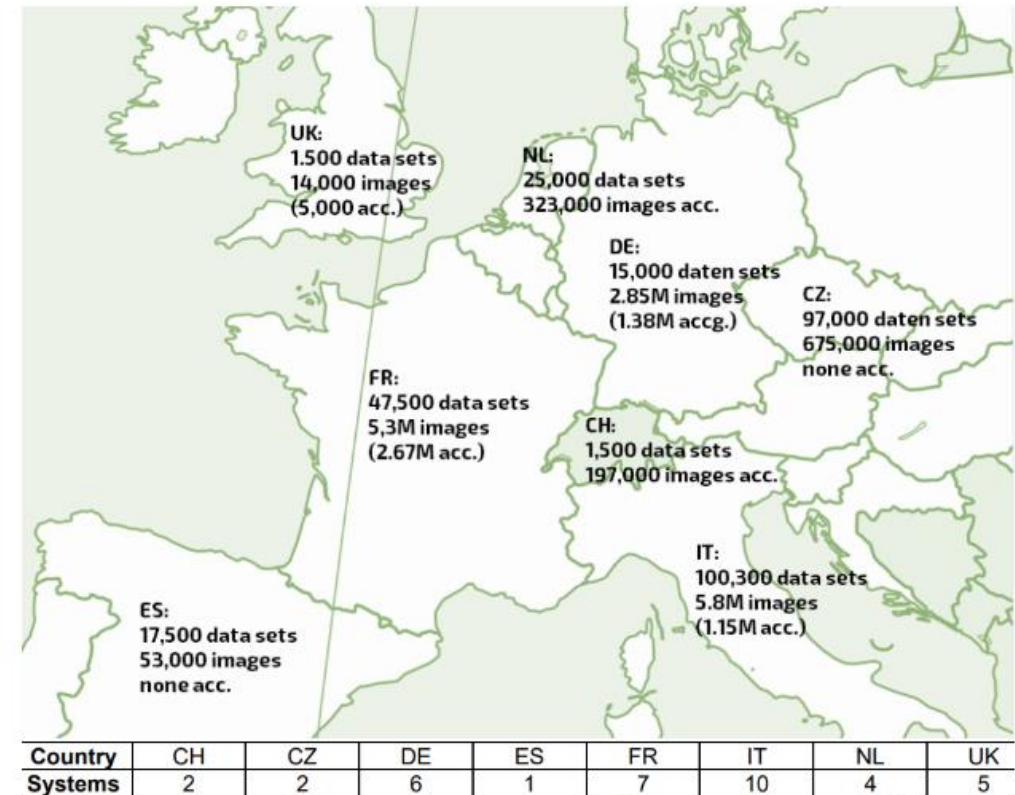 UK:
1.500 data sets
14,000 images
(5,000 acc.)
NL:
25,000 data sets
323,000 images acc.
DE:
15,000 daten sets
2.85M images
(1.38M accg.)
CZ:
97,000 daten sets
675,000 images
none acc.
FR:
47,500 data sets
5,3M images
(2.67M acc.)
CH:
1,500 data sets
197,000 images acc.
IT:
100,300 data sets
5.8M images
(1.15M acc.)
ES:
17,500 data sets
53,000 images
none acc.
Country CH CZ DE ES FR IT NL UK
Systems 2 2 6 1 7 10 4 5